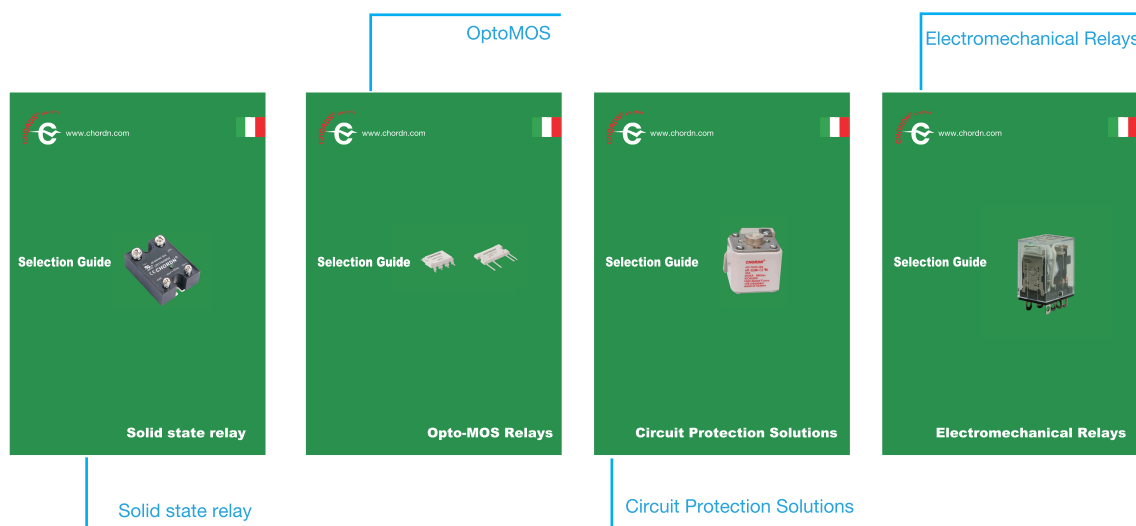 OptoMOS
Electromechanical Relays
www.chordn.com
www.chordn.com
www.chordn.com
www.chordn.com
Selection Guide
Selection Guide
Selection Guide
Selection Guide
CHORDN
CHORDN
Solid state relay
Opto-MOS Relays
Circuit Protection Solutions
Electromechanical Relays
Solid state relay
Circuit Protection Solutions